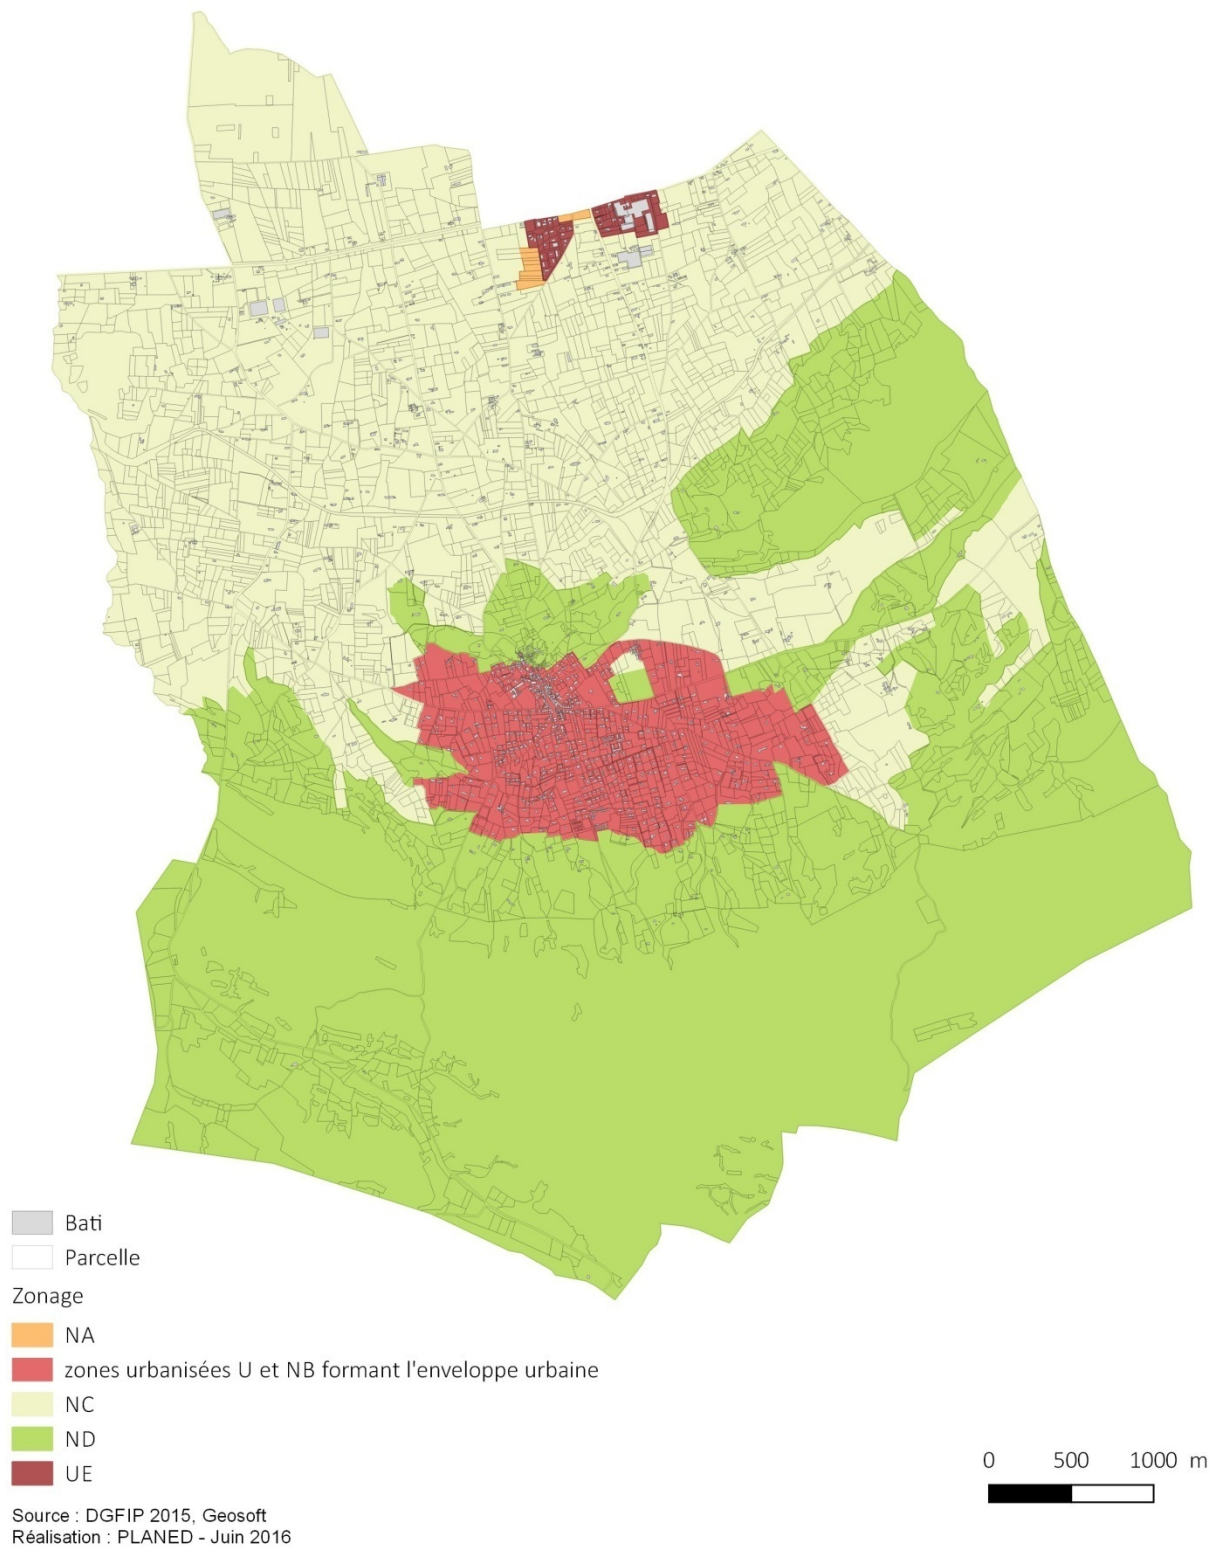 Bati
Parcelle
Zonage
NA
zones urbanisées U et NB formant l'enveloppe urbaine
NC
ND
UE
0 500 1000 m
Source : DGFIP 2015, Geosoft
Réalisation : PLANED - Juin 2016